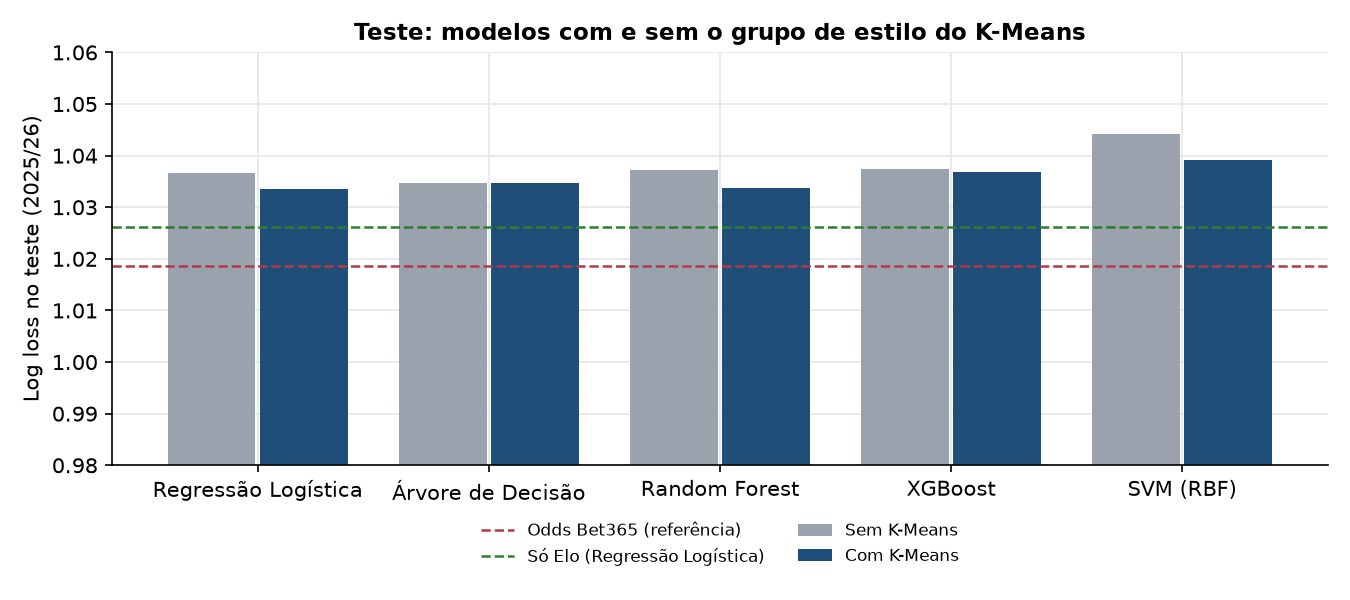 Teste: modelos com e sem o grupo de estilo do K-Means
Log loss no teste (2025/26)
1.06
1.05
1.04
1.03
1.02
1.01
1.00
0.99
0.98
Regressão Logística
Árvore de Decisão
Random Forest
XGBoost
SVM (RBF)
Odds Bet365 (referência)
Só Elo (Regressão Logística)
Sem K-Means
Com K-Means